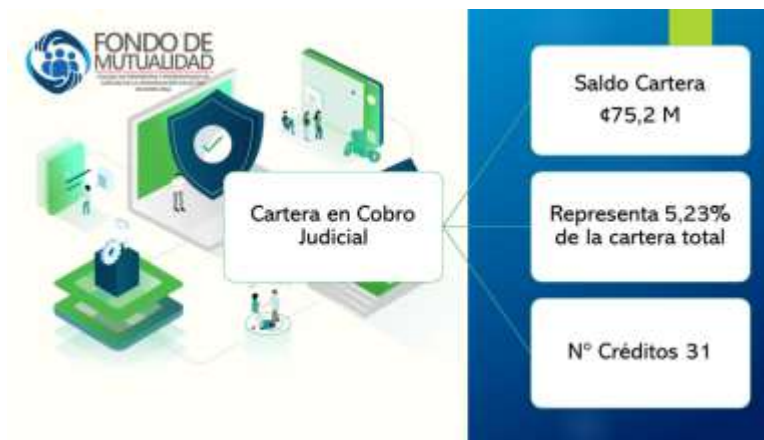 FONDO DE
MUTUALIDAD
Cartera en Cobro
Judicial
Saldo Cartera
¢75,2 M
Representa 5,23%
de la cartera total
N° Créditos 31